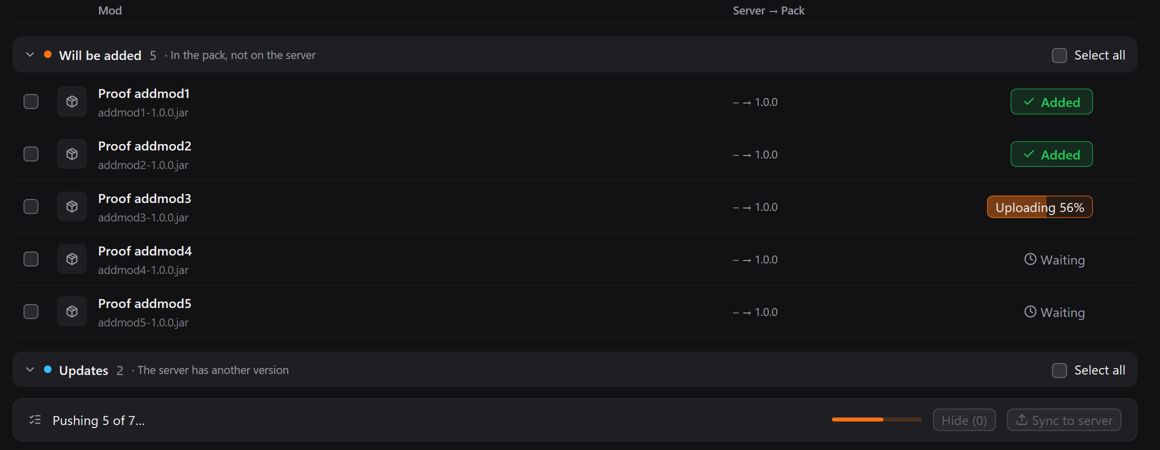 Mod Server → Pack
Will be added 5 · In the pack, not on the server Select all
Proof addmod1
addmod1-1.0.0.jar
– → 1.0.0
Added
Proof addmod2
addmod2-1.0.0.jar
– → 1.0.0
Added
Proof addmod3
addmod3-1.0.0.jar
– → 1.0.0
Uploading 56%
Proof addmod4
addmod4-1.0.0.jar
– → 1.0.0
Waiting
Proof addmod5
addmod5-1.0.0.jar
– → 1.0.0
Waiting
Updates 2 · The server has another version Select all
Pushing 5 of 7... Hide (0) Sync to server